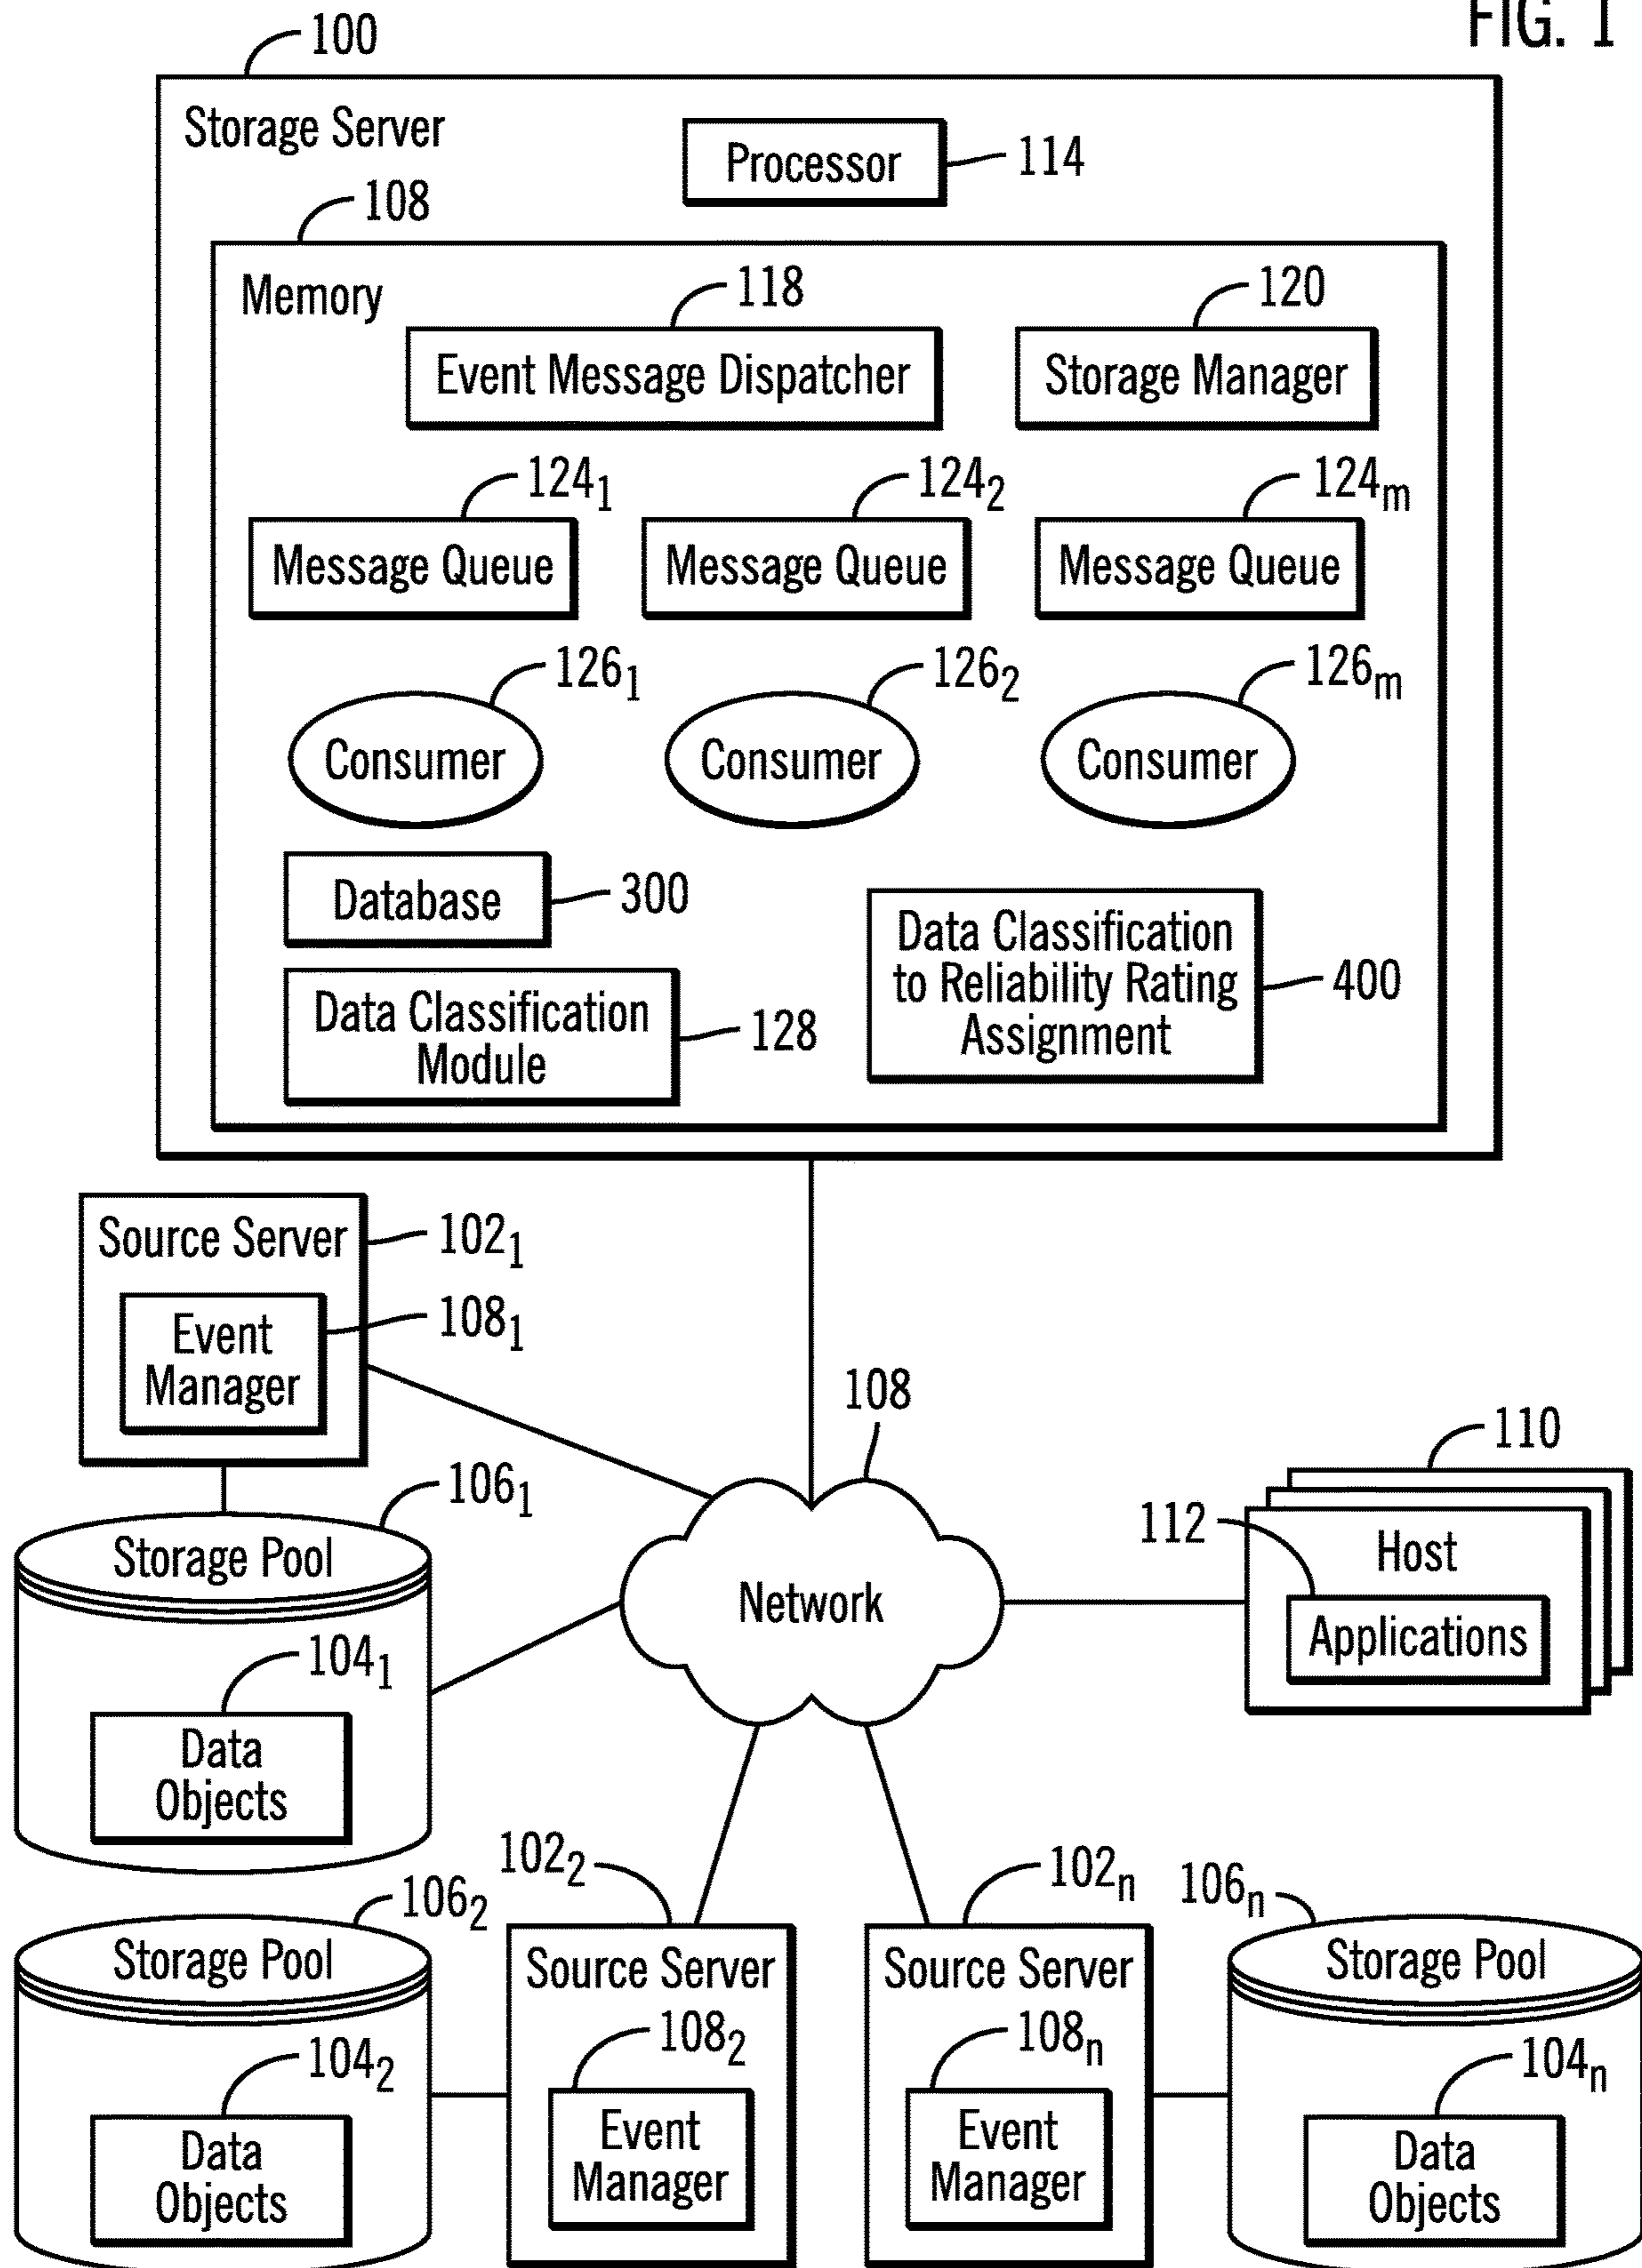 FIG. 1
100
Storage Server
Processor
114
108
Memory
118
120
Event Message Dispatcher
Storage Manager
124₁
124₂
124ₘ
Message Queue
Message Queue
Message Queue
126₁
126₂
126ₘ
Consumer
Consumer
Consumer
Database
300
Data Classification
to Reliability Rating
Assignment
400
Data Classification
Module
128
Source Server
102₁
Event
Manager
108₁
108
110
106₁
Storage Pool
112
Host
Network
Applications
104₁
Data
Objects
102₂
102ₙ
106₂
106ₙ
Storage Pool
Source Server
Source Server
Storage Pool
104₂
108₂
108ₙ
104ₙ
Data
Objects
Event
Manager
Event
Manager
Data
Objects